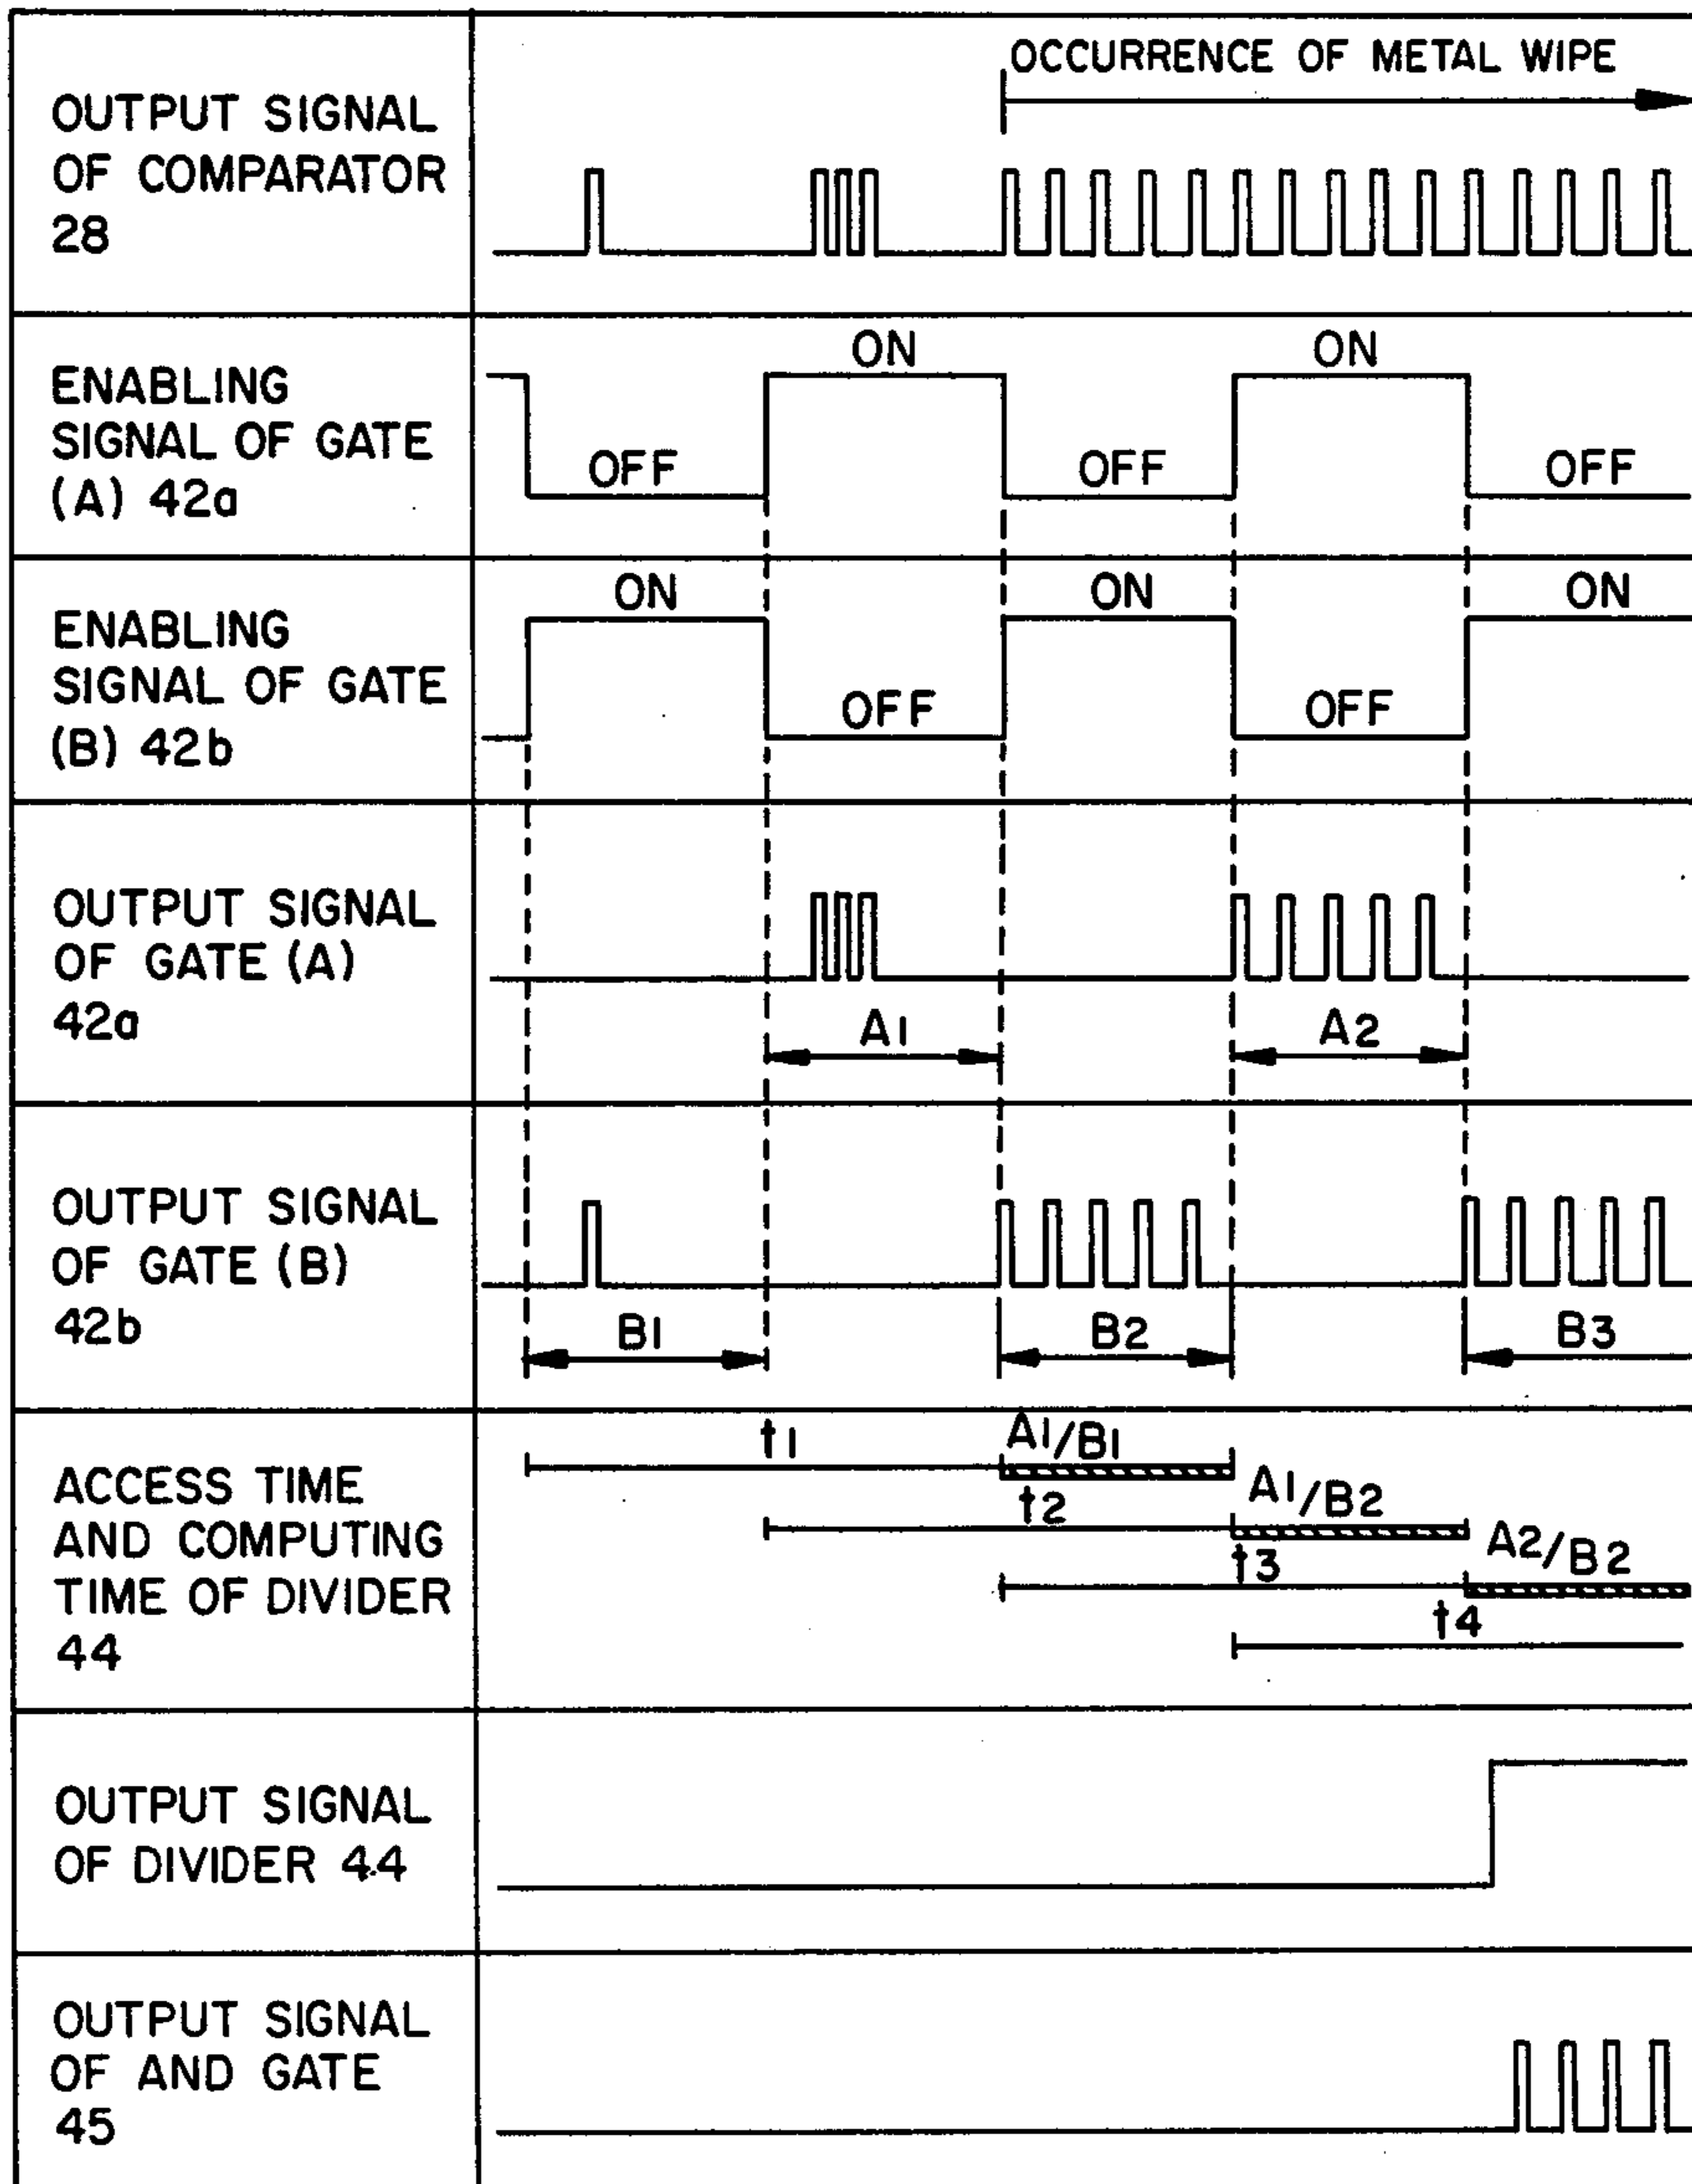 OCCURRENCE OF METAL WIPE
OUTPUT SIGNAL
OF COMPARATOR
28
ON ON
ENABLING
SIGNAL OF GATE
(A) 42a
OFF OFF OFF
ON ON ON
ENABLING
SIGNAL OF GATE
(B) 42b
OFF OFF
OUTPUT SIGNAL
OF GATE (A)
42a
A1 A2
OUTPUT SIGNAL
OF GATE (B)
42b
B1 B2 B3
ACCESS TIME
AND COMPUTING
TIME OF DIVIDER
44
t1 A1/B1
t2 A1/B2
t3 A2/B2
t4
OUTPUT SIGNAL
OF DIVIDER 44
OUTPUT SIGNAL
OF AND GATE
45